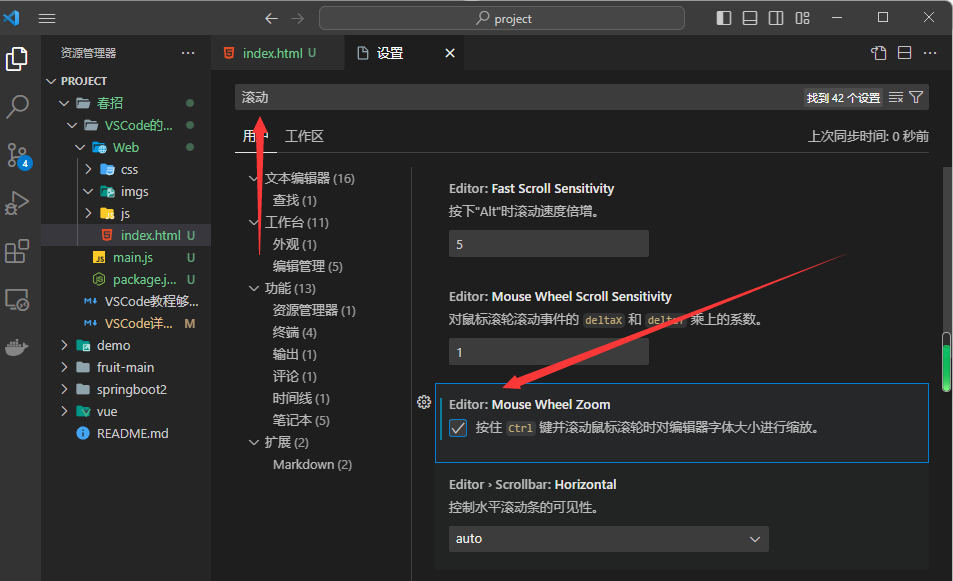 project
资源管理器
index.html U
设置
PROJECT
春招
VSCode的...
Web
css
imgs
js
index.html U
main.js U
package.j... U
VSCode教程够...
VSCode详... M
demo
fruit-main
springboot2
vue
README.md
4
滚动
找到 42 个设置
用户
工作区
上次同步时间: 0 秒前
文本编辑器 (16)
查找 (1)
工作台 (11)
外观 (1)
编辑管理 (5)
功能 (13)
资源管理器 (1)
终端 (4)
输出 (1)
评论 (1)
时间线 (1)
笔记本 (5)
扩展 (2)
Markdown (2)
Editor: Fast Scroll Sensitivity
按下"Alt"时滚动速度倍增。
5
Editor: Mouse Wheel Scroll Sensitivity
对鼠标滚轮滚动事件的 deltaX 和 deltaY 乘上的系数。
1
Editor: Mouse Wheel Zoom
按住 Ctrl 键并滚动鼠标滚轮时对编辑器字体大小进行缩放。
Editor › Scrollbar: Horizontal
控制水平滚动条的可见性。
auto